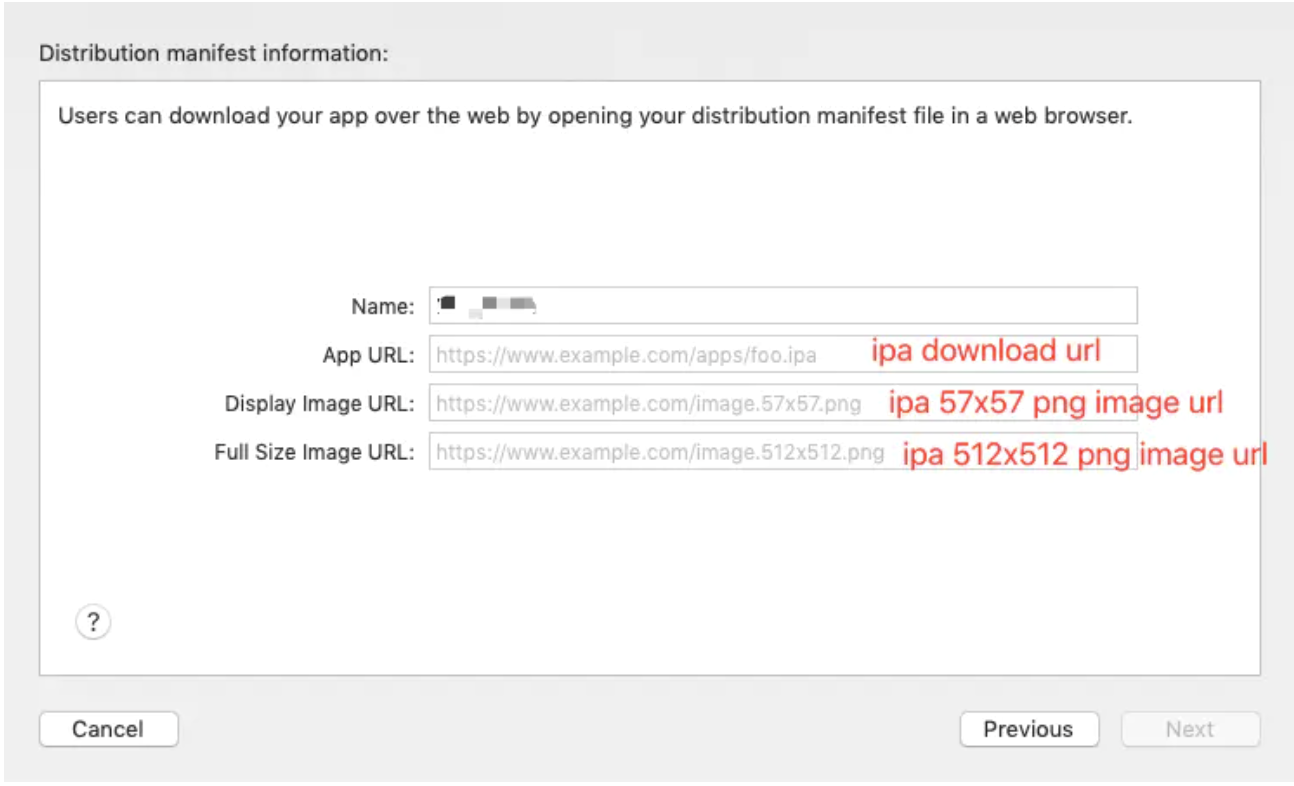 Distribution manifest information:
Users can download your app over the web by opening your distribution manifest file in a web browser.
Name:
App URL: https://www.example.com/apps/foo.ipa ipa download url
Display Image URL: https://www.example.com/image.57x57.png ipa 57x57 png image url
Full Size Image URL: https://www.example.com/image.512x512.png ipa 512x512 png image url
?
Cancel Previous Next